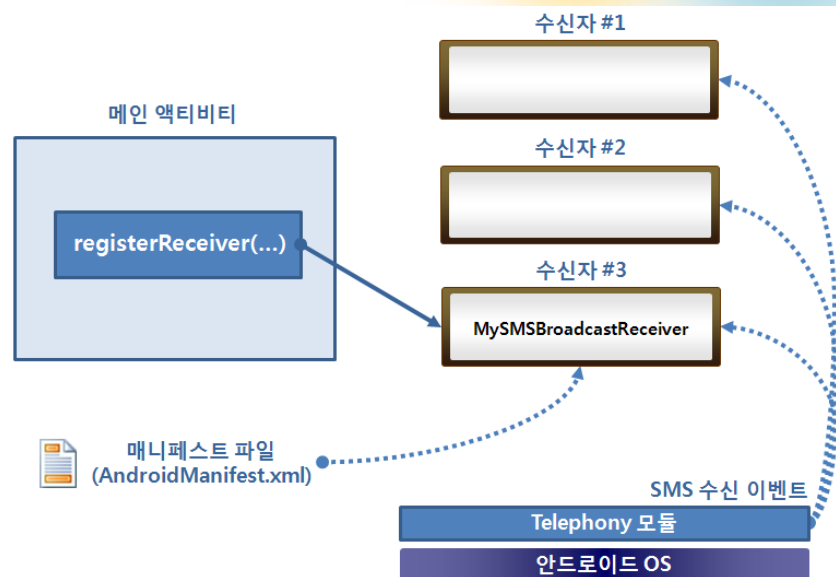 수신자 #1
메인 액티비티
수신자 #2
registerReceiver(...)
수신자 #3
MySMSBroadcastReceiver
매니페스트 파일
(AndroidManifest.xml)
SMS 수신 이벤트
Telephony 모듈
안드로이드 OS